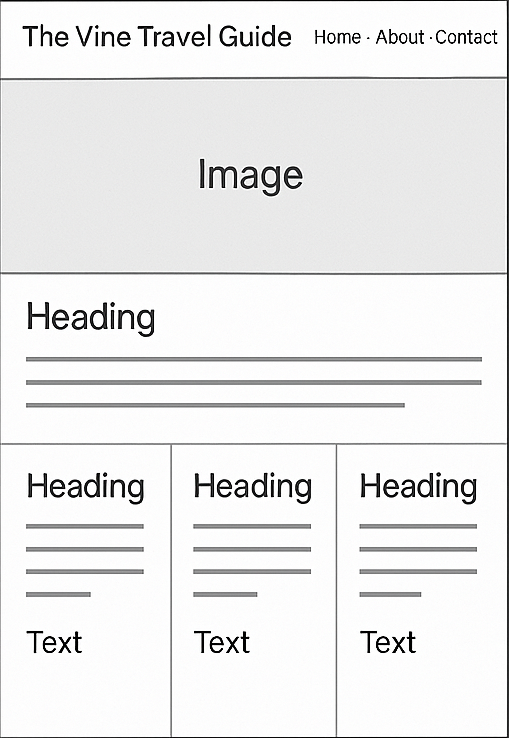 The Vine Travel Guide Home · About · Contact
Image
Heading
Heading Heading Heading
Text Text Text